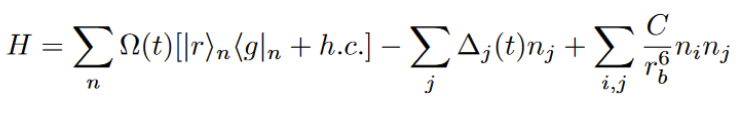 H = \sum_{n} \Omega(t)[|r\rangle_n \langle g|_n + h.c.] - \sum_{j} \Delta_j(t) n_j + \sum_{i,j} \frac{C}{r_b^6} n_i n_j